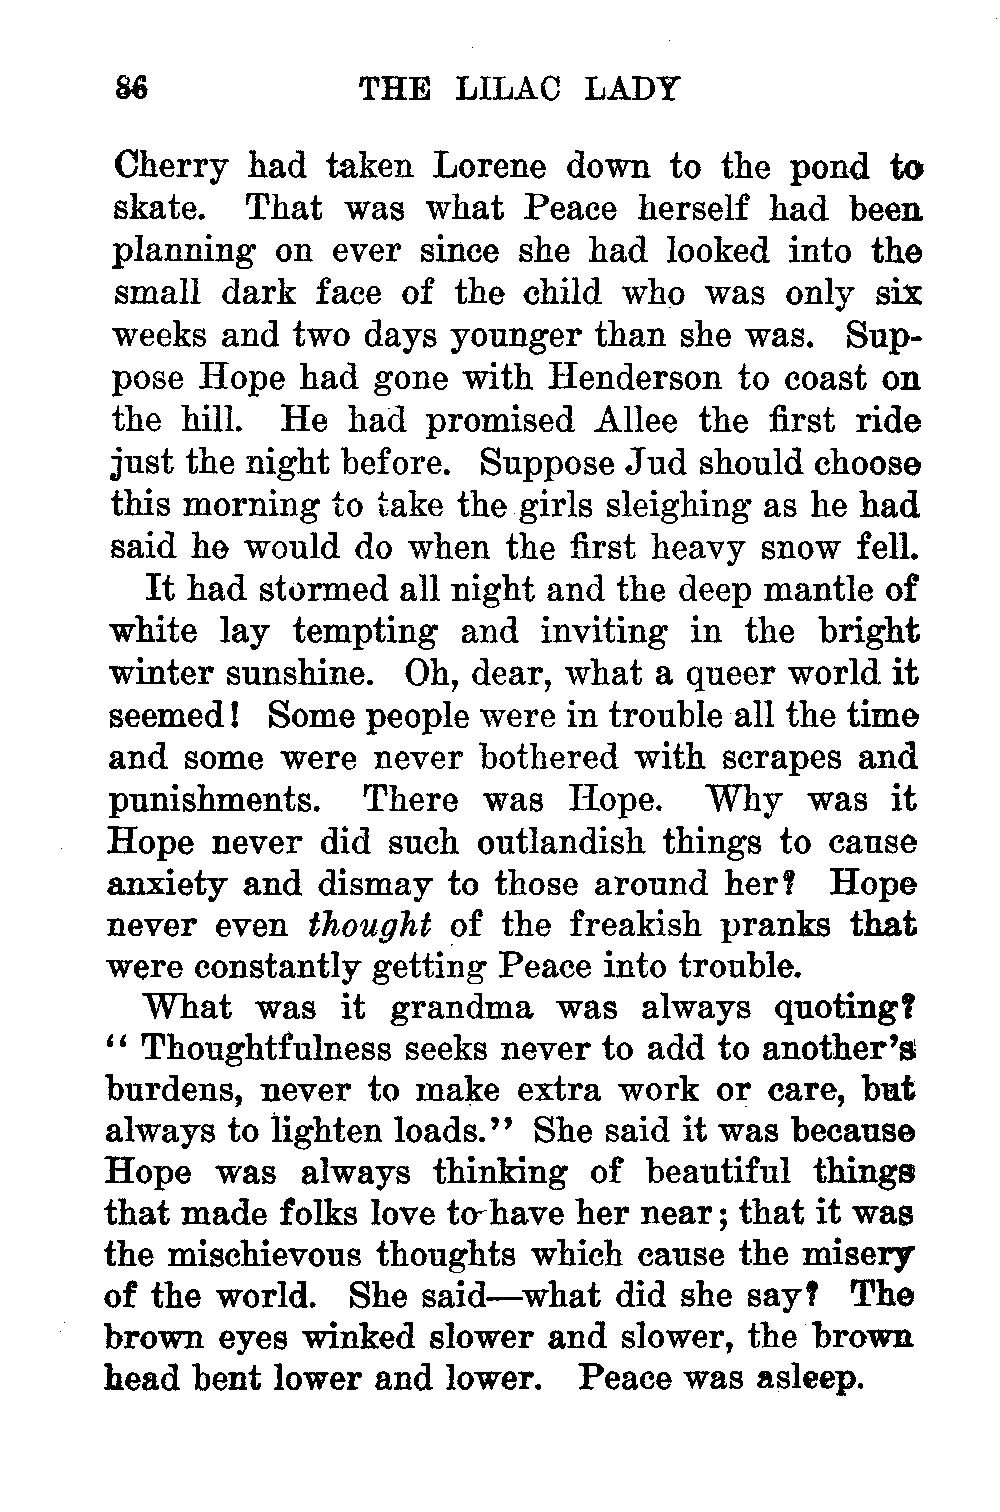 86 THE LILAC LADY
Cherry had taken Lorene down to the pond to
skate. That was what Peace herself had been
planning on ever since she had looked into the
small dark face of the child who was only six
weeks and two days younger than she was. Sup-
pose Hope had gone with Henderson to coast on
the hill. He had promised Allee the first ride
just the night before. Suppose Jud should choose
this morning to take the girls sleighing as he had
said he would do when the first heavy snow fell.
It had stormed all night and the deep mantle of
white lay tempting and inviting in the bright
winter sunshine. Oh, dear, what a queer world it
seemed! Some people were in trouble all the time
and some were never bothered with scrapes and
punishments. There was Hope. Why was it
Hope never did such outlandish things to cause
anxiety and dismay to those around her? Hope
never even thought of the freakish pranks that
were constantly getting Peace into trouble.
What was it grandma was always quoting?
“ Thoughtfulness seeks never to add to another’s
burdens, never to make extra work or care, but
always to lighten loads.” She said it was because
Hope was always thinking of beautiful things
that made folks love to have her near; that it was
the mischievous thoughts which cause the misery
of the world. She said—what did she say? The
brown eyes winked slower and slower, the brown
head bent lower and lower. Peace was asleep.